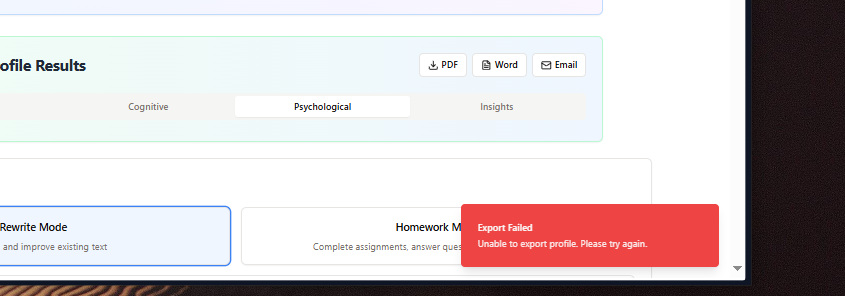 ofile Results
PDF
Word
Email
Cognitive
Psychological
Insights
Rewrite Mode
and improve existing text
Homework M
Complete assignments, answer ques
Export Failed
Unable to export profile. Please try again.